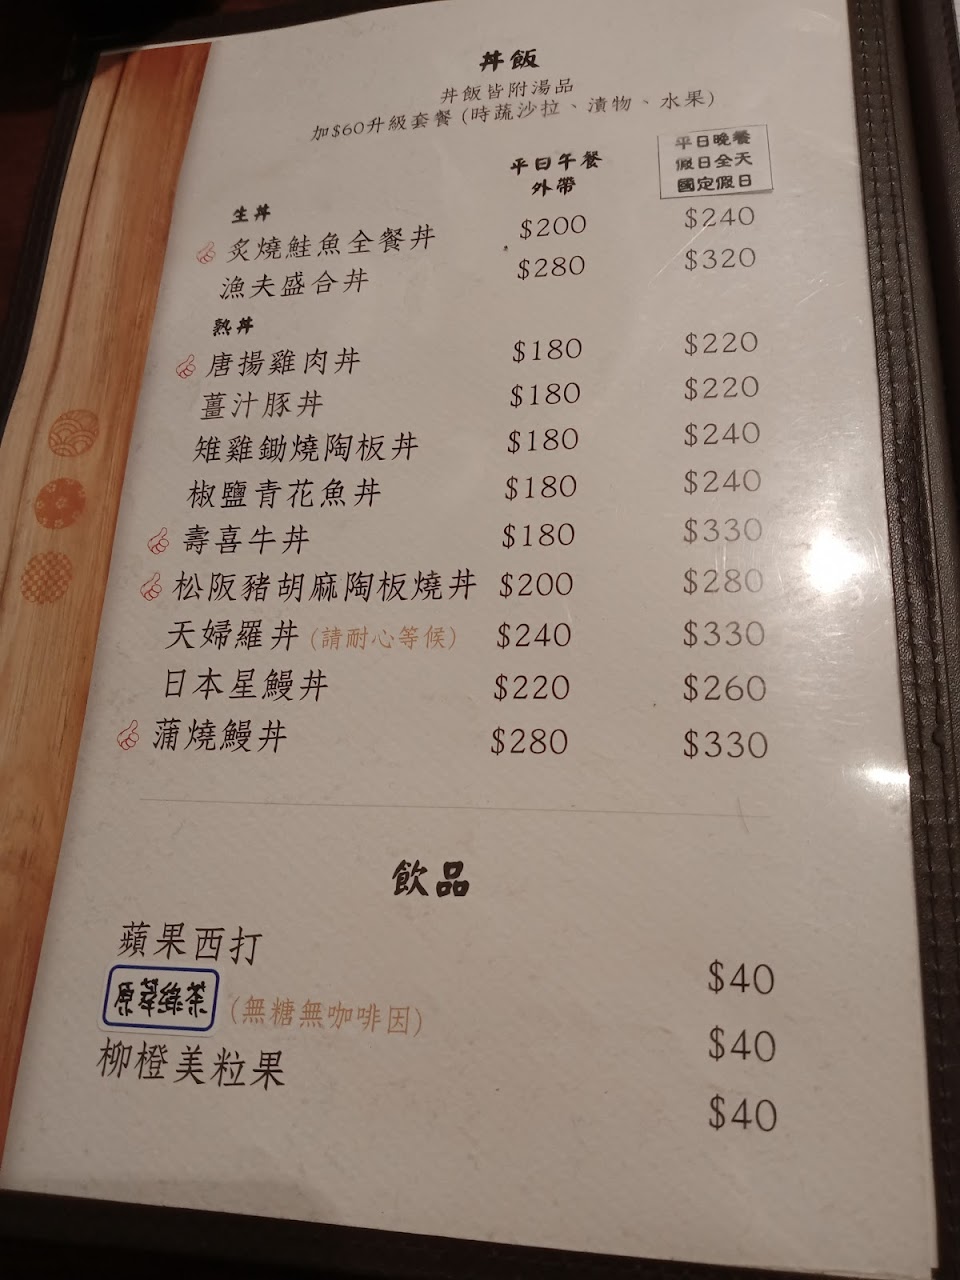 丼飯
丼飯皆附湯品
加$60升級套餐 (時蔬沙拉、漬物、水果)
平日午餐 外帶
平日晚餐 假日全天 國定假日
生丼
炙燒鮭魚全餐丼 $200 $240
漁夫盛合丼 $280 $320
熟丼
唐揚雞肉丼 $180 $220
薑汁豚丼 $180 $220
雉雞鋤燒陶板丼 $180 $240
椒鹽青花魚丼 $180 $240
壽喜牛丼 $180 $330
松阪豬胡麻陶板燒丼 $200 $280
天婦羅丼 (請耐心等候) $240 $330
日本星鰻丼 $220 $260
蒲燒鰻丼 $280 $330
飲品
蘋果西打 $40
原萃綠茶 (無糖無咖啡因) $40
柳橙美粒果 $40